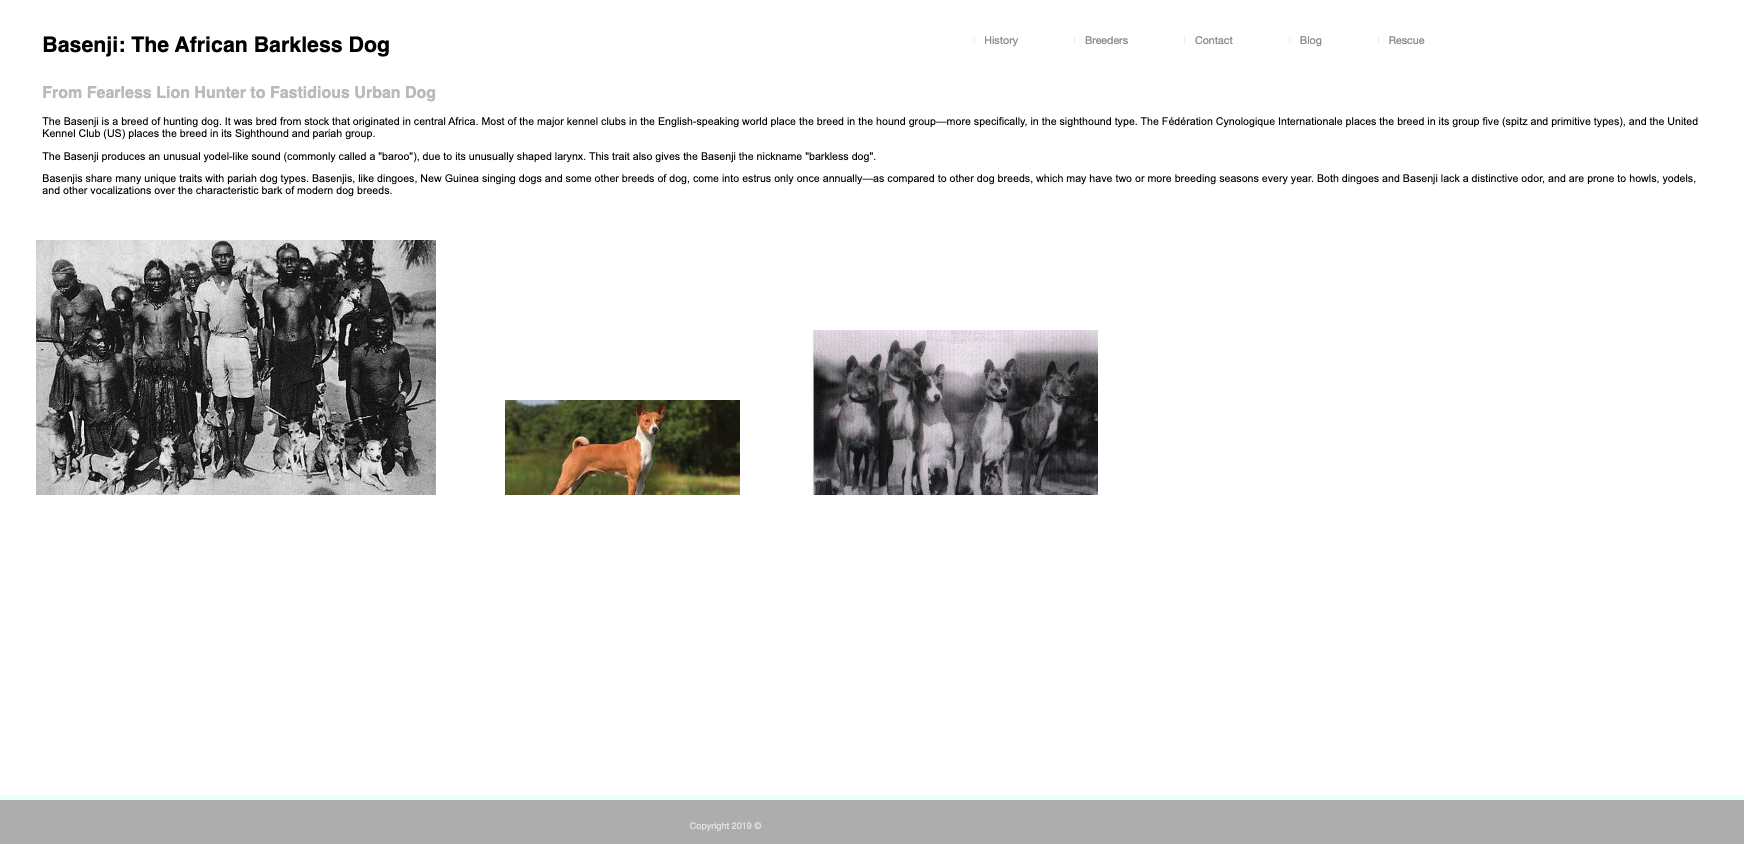 Basenji: The African Barkless Dog
History
Breeders
Contact
Blog
Rescue
From Fearless Lion Hunter to Fastidious Urban Dog
The Basenji is a breed of hunting dog. It was bred from stock that originated in central Africa. Most of the major kennel clubs in the English-speaking world place the breed in the hound group—more specifically, in the sighthound type. The Fédération Cynologique Internationale places the breed in its group five (spitz and primitive types), and the United
Kennel Club (US) places the breed in its Sighthound and pariah group.
The Basenji produces an unusual yodel-like sound (commonly called a "baroo"), due to its unusually shaped larynx. This trait also gives the Basenji the nickname "barkless dog".
Basenjis share many unique traits with pariah dog types. Basenjis, like dingoes, New Guinea singing dogs and some other breeds of dog, come into estrus only once annually—as compared to other dog breeds, which may have two or more breeding seasons every year. Both dingoes and Basenji lack a distinctive odor, and are prone to howls, yodels,
and other vocalizations over the characteristic bark of modern dog breeds.
Copyright 2019 ©